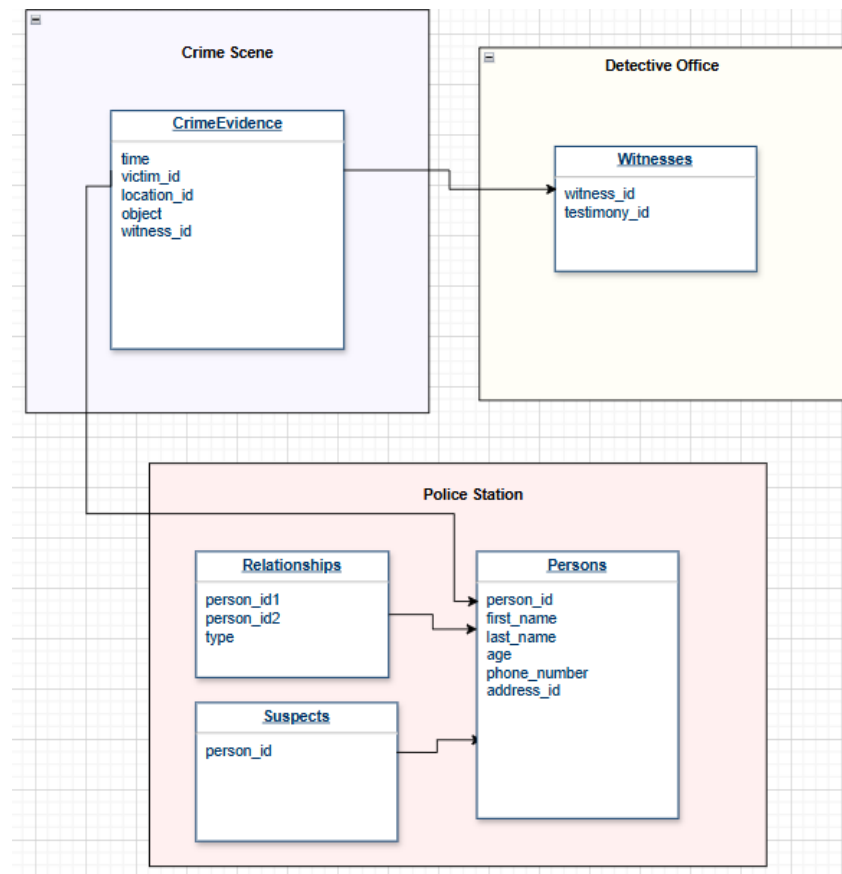 Crime Scene
CrimeEvidence
time
victim_id
location_id
object
witness_id
Detective Office
Witnesses
witness_id
testimony_id
Police Station
Relationships
person_id1
person_id2
type
Persons
person_id
first_name
last_name
age
phone_number
address_id
Suspects
person_id